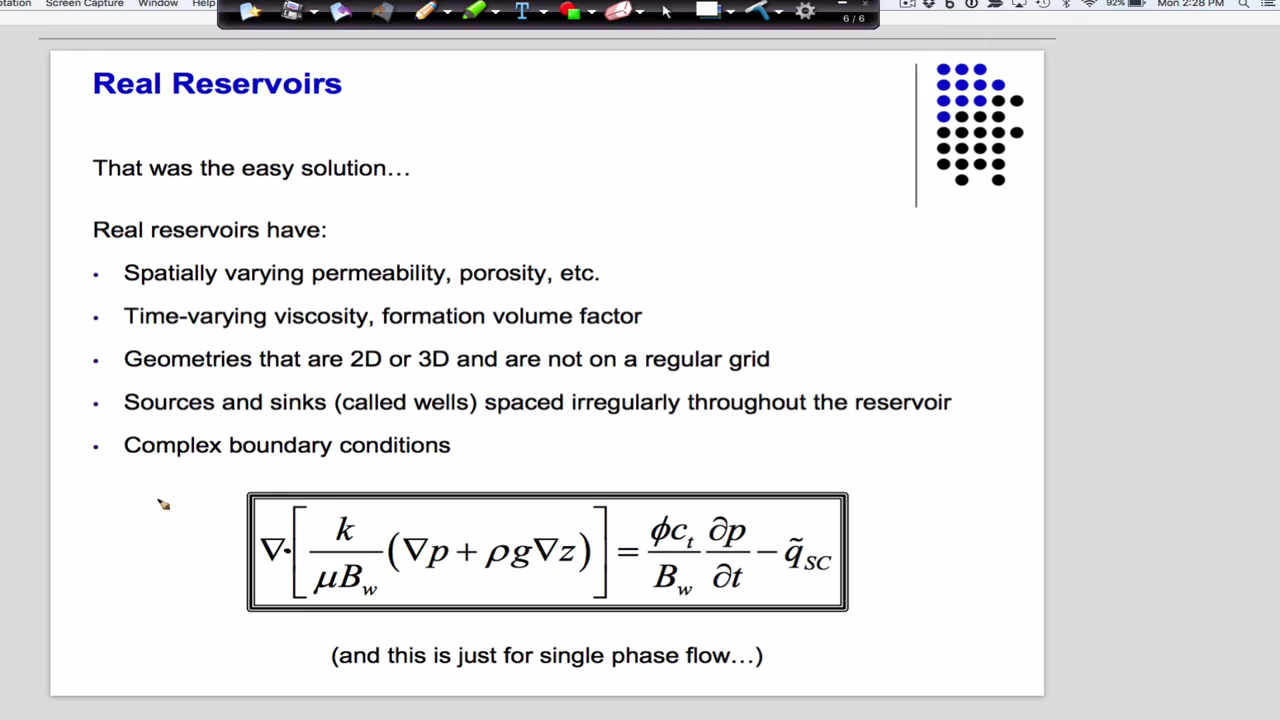 otation Screen Capture Window Help
92% Mon 2:28 PM
6 / 6
Real Reservoirs
That was the easy solution…
Real reservoirs have:
• Spatially varying permeability, porosity, etc.
• Time-varying viscosity, formation volume factor
• Geometries that are 2D or 3D and are not on a regular grid
• Sources and sinks (called wells) spaced irregularly throughout the reservoir
• Complex boundary conditions
∇·[ k/(μB_w) (∇p + ρg∇z) ] = (ϕc_t/B_w) (∂p/∂t) − q̃_SC
(and this is just for single phase flow…)